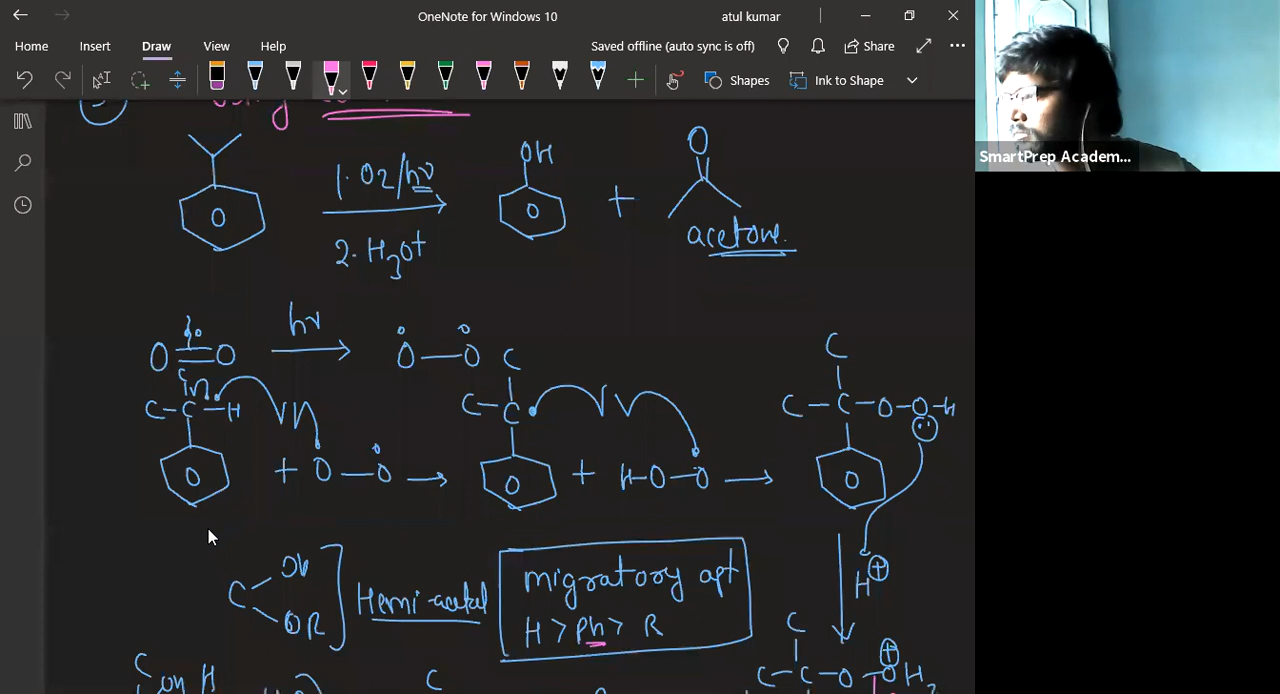 OneNote for Windows 10
atul kumar
Home Insert Draw View Help
Saved offline (auto sync is off)
Share
Shapes
Ink to Shape
SmartPrep Academ...
using
1. O2/hν
2. H3O+
OH
+
O
acetone.
O=O hν O—O
C
C
C-C-H
+ O—O
C-C
+ H-O-O
C
C-C-O-O-H
H+
C OH
OR
Hemi-acetal
migratory apt
H > Ph > R
C
C-C-O-OH2
+
C